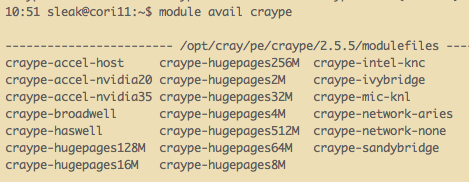 10:51 sleak@cori11:~$ module avail craype
------------------------ /opt/cray/pe/craype/2.5.5/modulefiles ---
craype-accel-host craype-hugepages256M craype-intel-knc
craype-accel-nvidia20 craype-hugepages2M craype-ivybridge
craype-accel-nvidia35 craype-hugepages32M craype-mic-knl
craype-broadwell craype-hugepages4M craype-network-aries
craype-haswell craype-hugepages512M craype-network-none
craype-hugepages128M craype-hugepages64M craype-sandybridge
craype-hugepages16M craype-hugepages8M